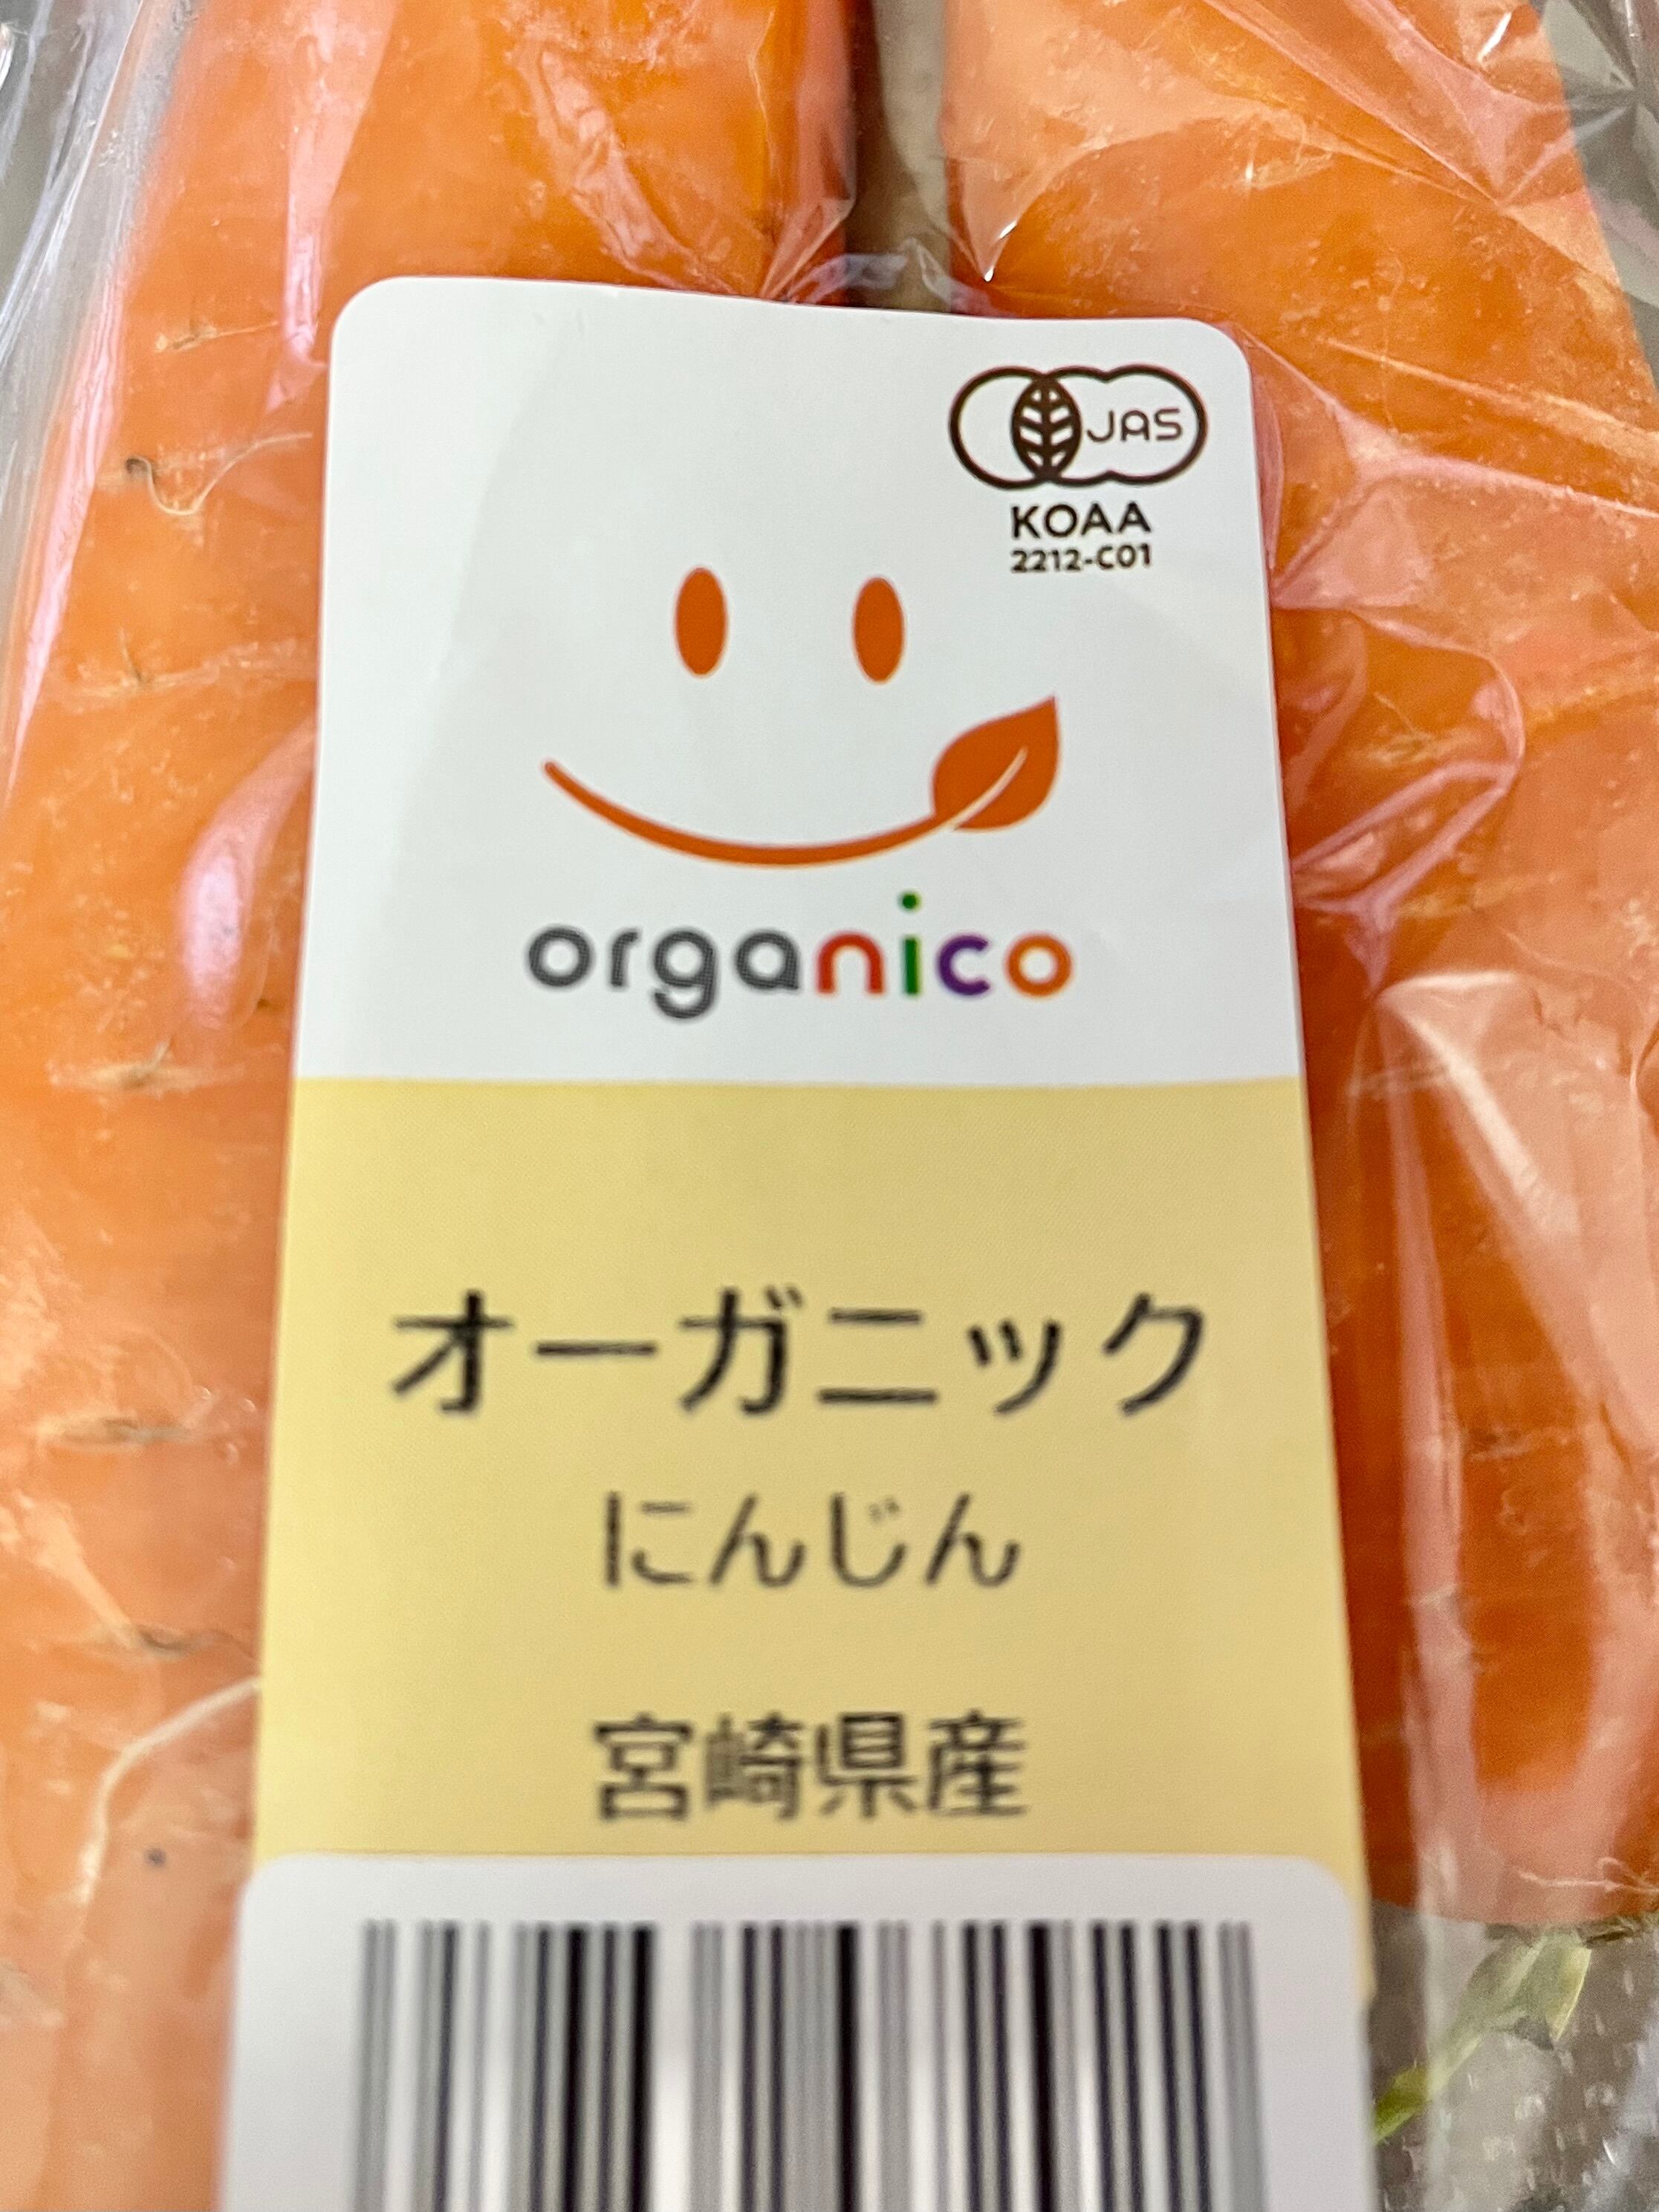 JAS
KOAA
2212-C01
organico
オーガニック
にんじん
宮崎県産